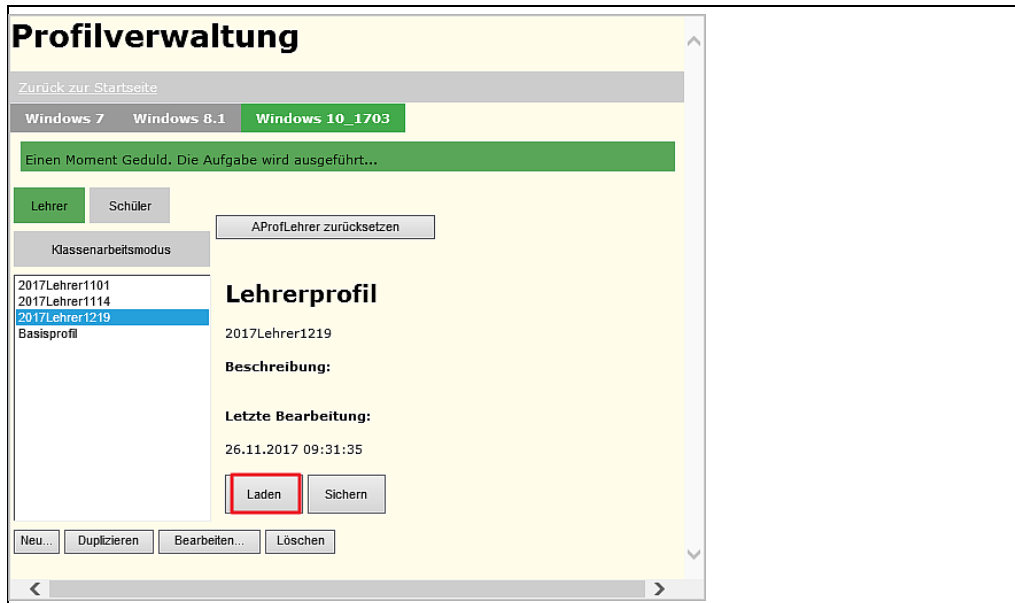 Profilverwaltung
Zurück zur Startseite
Windows 7 Windows 8.1 Windows 10_1703
Einen Moment Geduld. Die Aufgabe wird ausgeführt...
Lehrer Schüler
AProfLehrer zurücksetzen
Klassenarbeitsmodus
2017Lehrer1101
2017Lehrer1114
2017Lehrer1219
Basisprofil
Lehrerprofil
2017Lehrer1219
Beschreibung:
Letzte Bearbeitung:
26.11.2017 09:31:35
Laden Sichern
Neu... Duplizieren Bearbeiten... Löschen